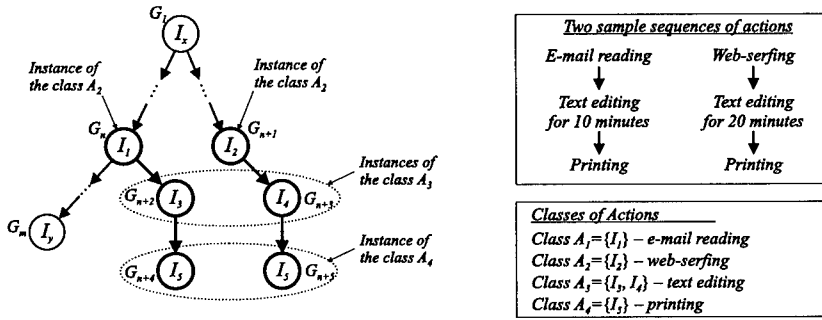 G₁
Iₓ
Instance of
the class A₂
Instance of
the class A₂
Gₙ
I₁
Gₙ₊₁
I₂
Instances of
the class A₃
Gₙ₊₂
I₃
I₄
Gₙ₊₃
Gₘ
I_y
Instance of
the class A₄
Gₙ₊₄
I₅
I₅
Gₙ₊₅
Two sample sequences of actions
E-mail reading
Web-serfing
Text editing
for 10 minutes
Text editing
for 20 minutes
Printing
Printing
Classes of Actions
Class A₁={I₁} – e-mail reading
Class A₂={I₂} – web-serfing
Class A₃={I₃, I₄} – text editing
Class A₄={I₅} – printing